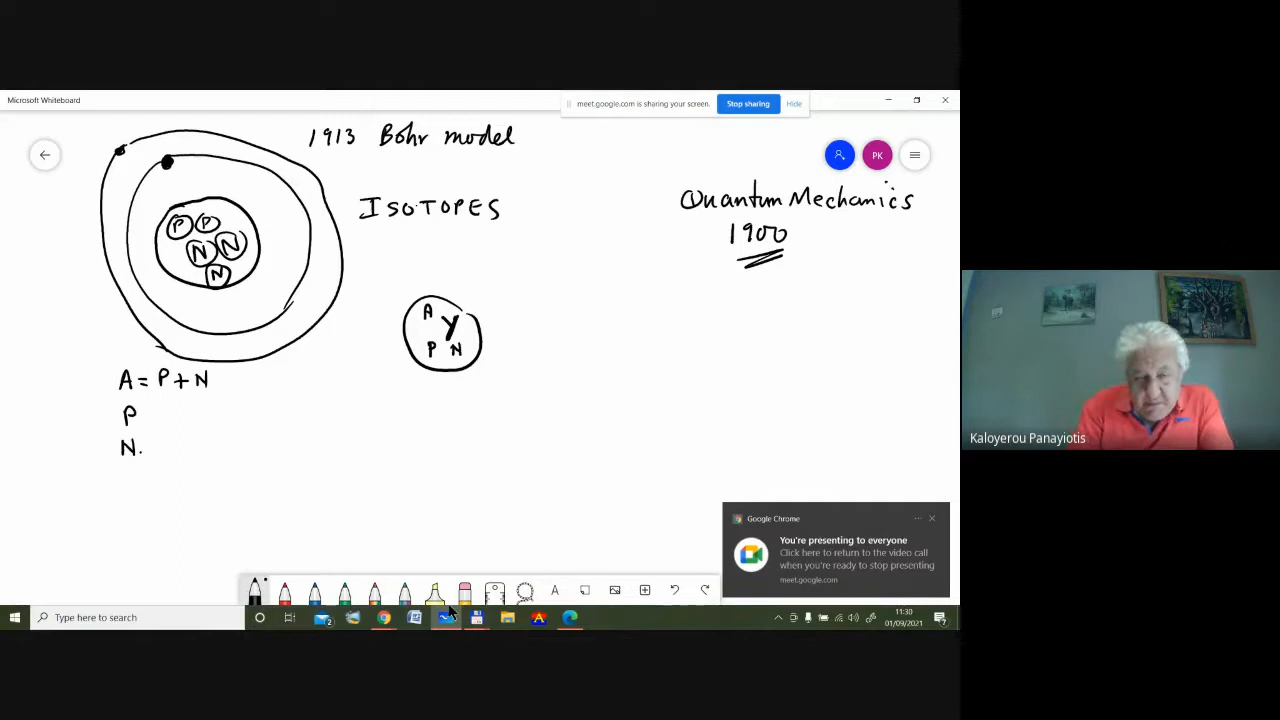 Microsoft Whiteboard
meet.google.com is sharing your screen.
Stop sharing
Hide
1913 Bohr model
PK
ISOTOPES
Quantum Mechanics
1900
P P
N N
N
A
Y
P N
A = P + N
P
N.
Kaloyerou Panayiotis
Google Chrome
You're presenting to everyone
Click here to return to the video call
when you're ready to stop presenting
meet.google.com
A
Type here to search
2
W
A
11:30
01/09/2021
7